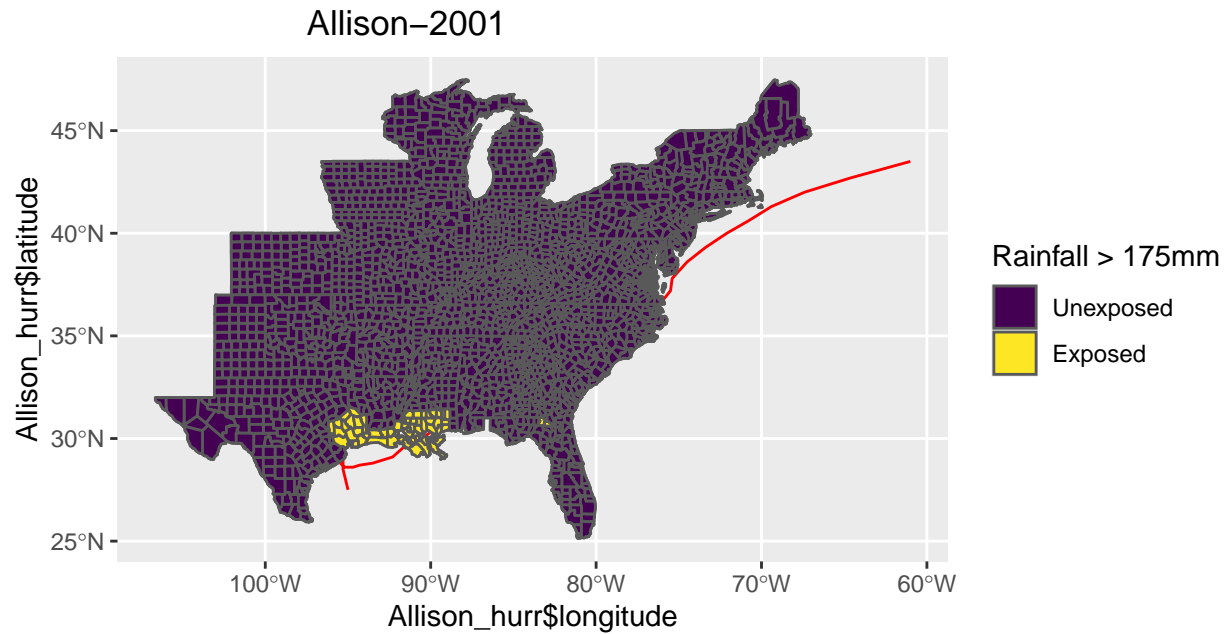 Allison−2001
45°N
40°N
35°N
30°N
25°N
Allison_hurr$latitude
100°W
90°W
80°W
70°W
60°W
Allison_hurr$longitude
Rainfall > 175mm
Unexposed
Exposed